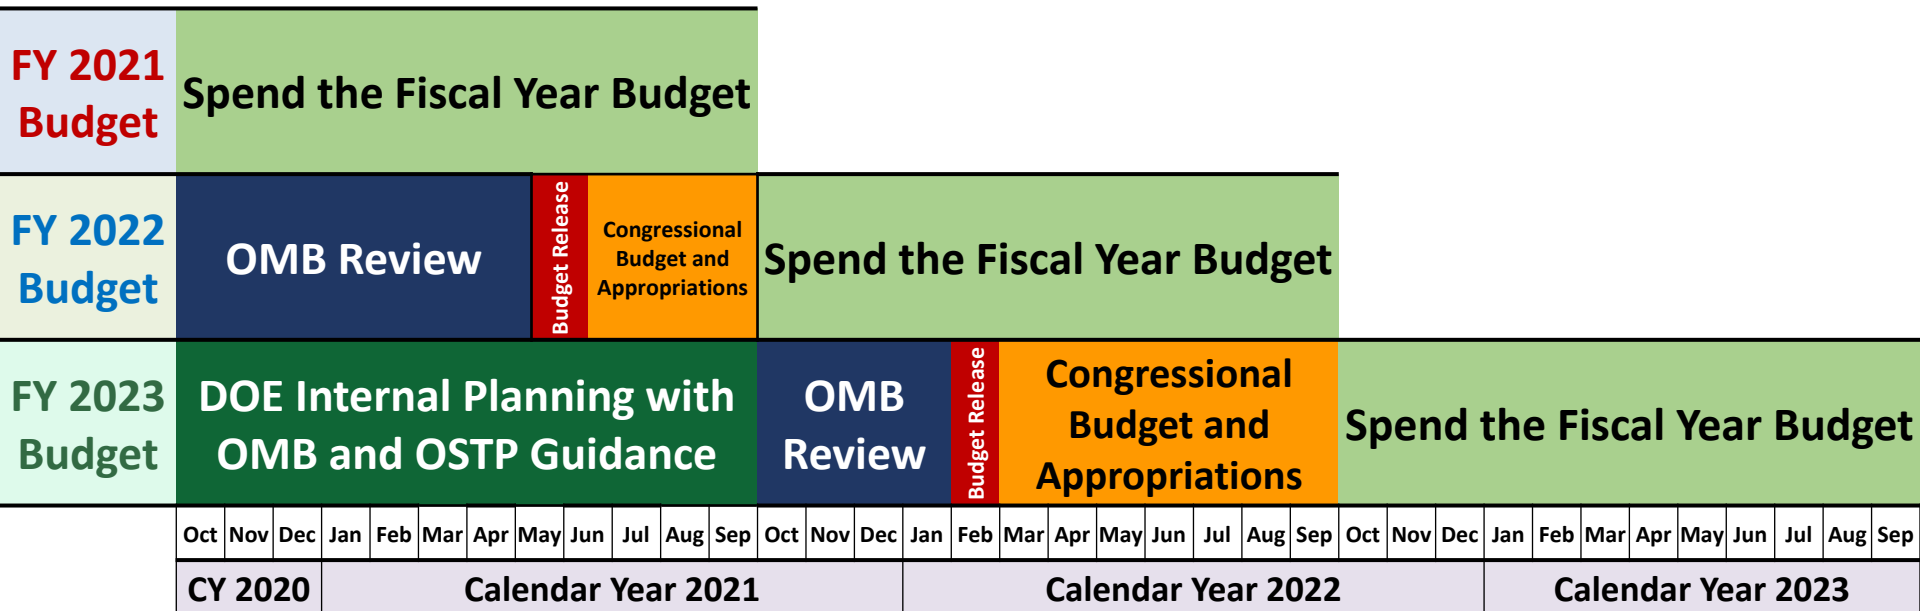 FY 2021
Budget
Spend the Fiscal Year Budget
FY 2022
Budget
OMB Review
Budget Release
Congressional
Budget and
Appropriations
Spend the Fiscal Year Budget
FY 2023
Budget
DOE Internal Planning with
OMB and OSTP Guidance
OMB
Review
Budget Release
Congressional
Budget and
Appropriations
Spend the Fiscal Year Budget
Oct Nov Dec Jan Feb Mar Apr May Jun Jul Aug Sep Oct Nov Dec Jan Feb Mar Apr May Jun Jul Aug Sep Oct Nov Dec Jan Feb Mar Apr May Jun Jul Aug Sep
CY 2020 Calendar Year 2021 Calendar Year 2022 Calendar Year 2023